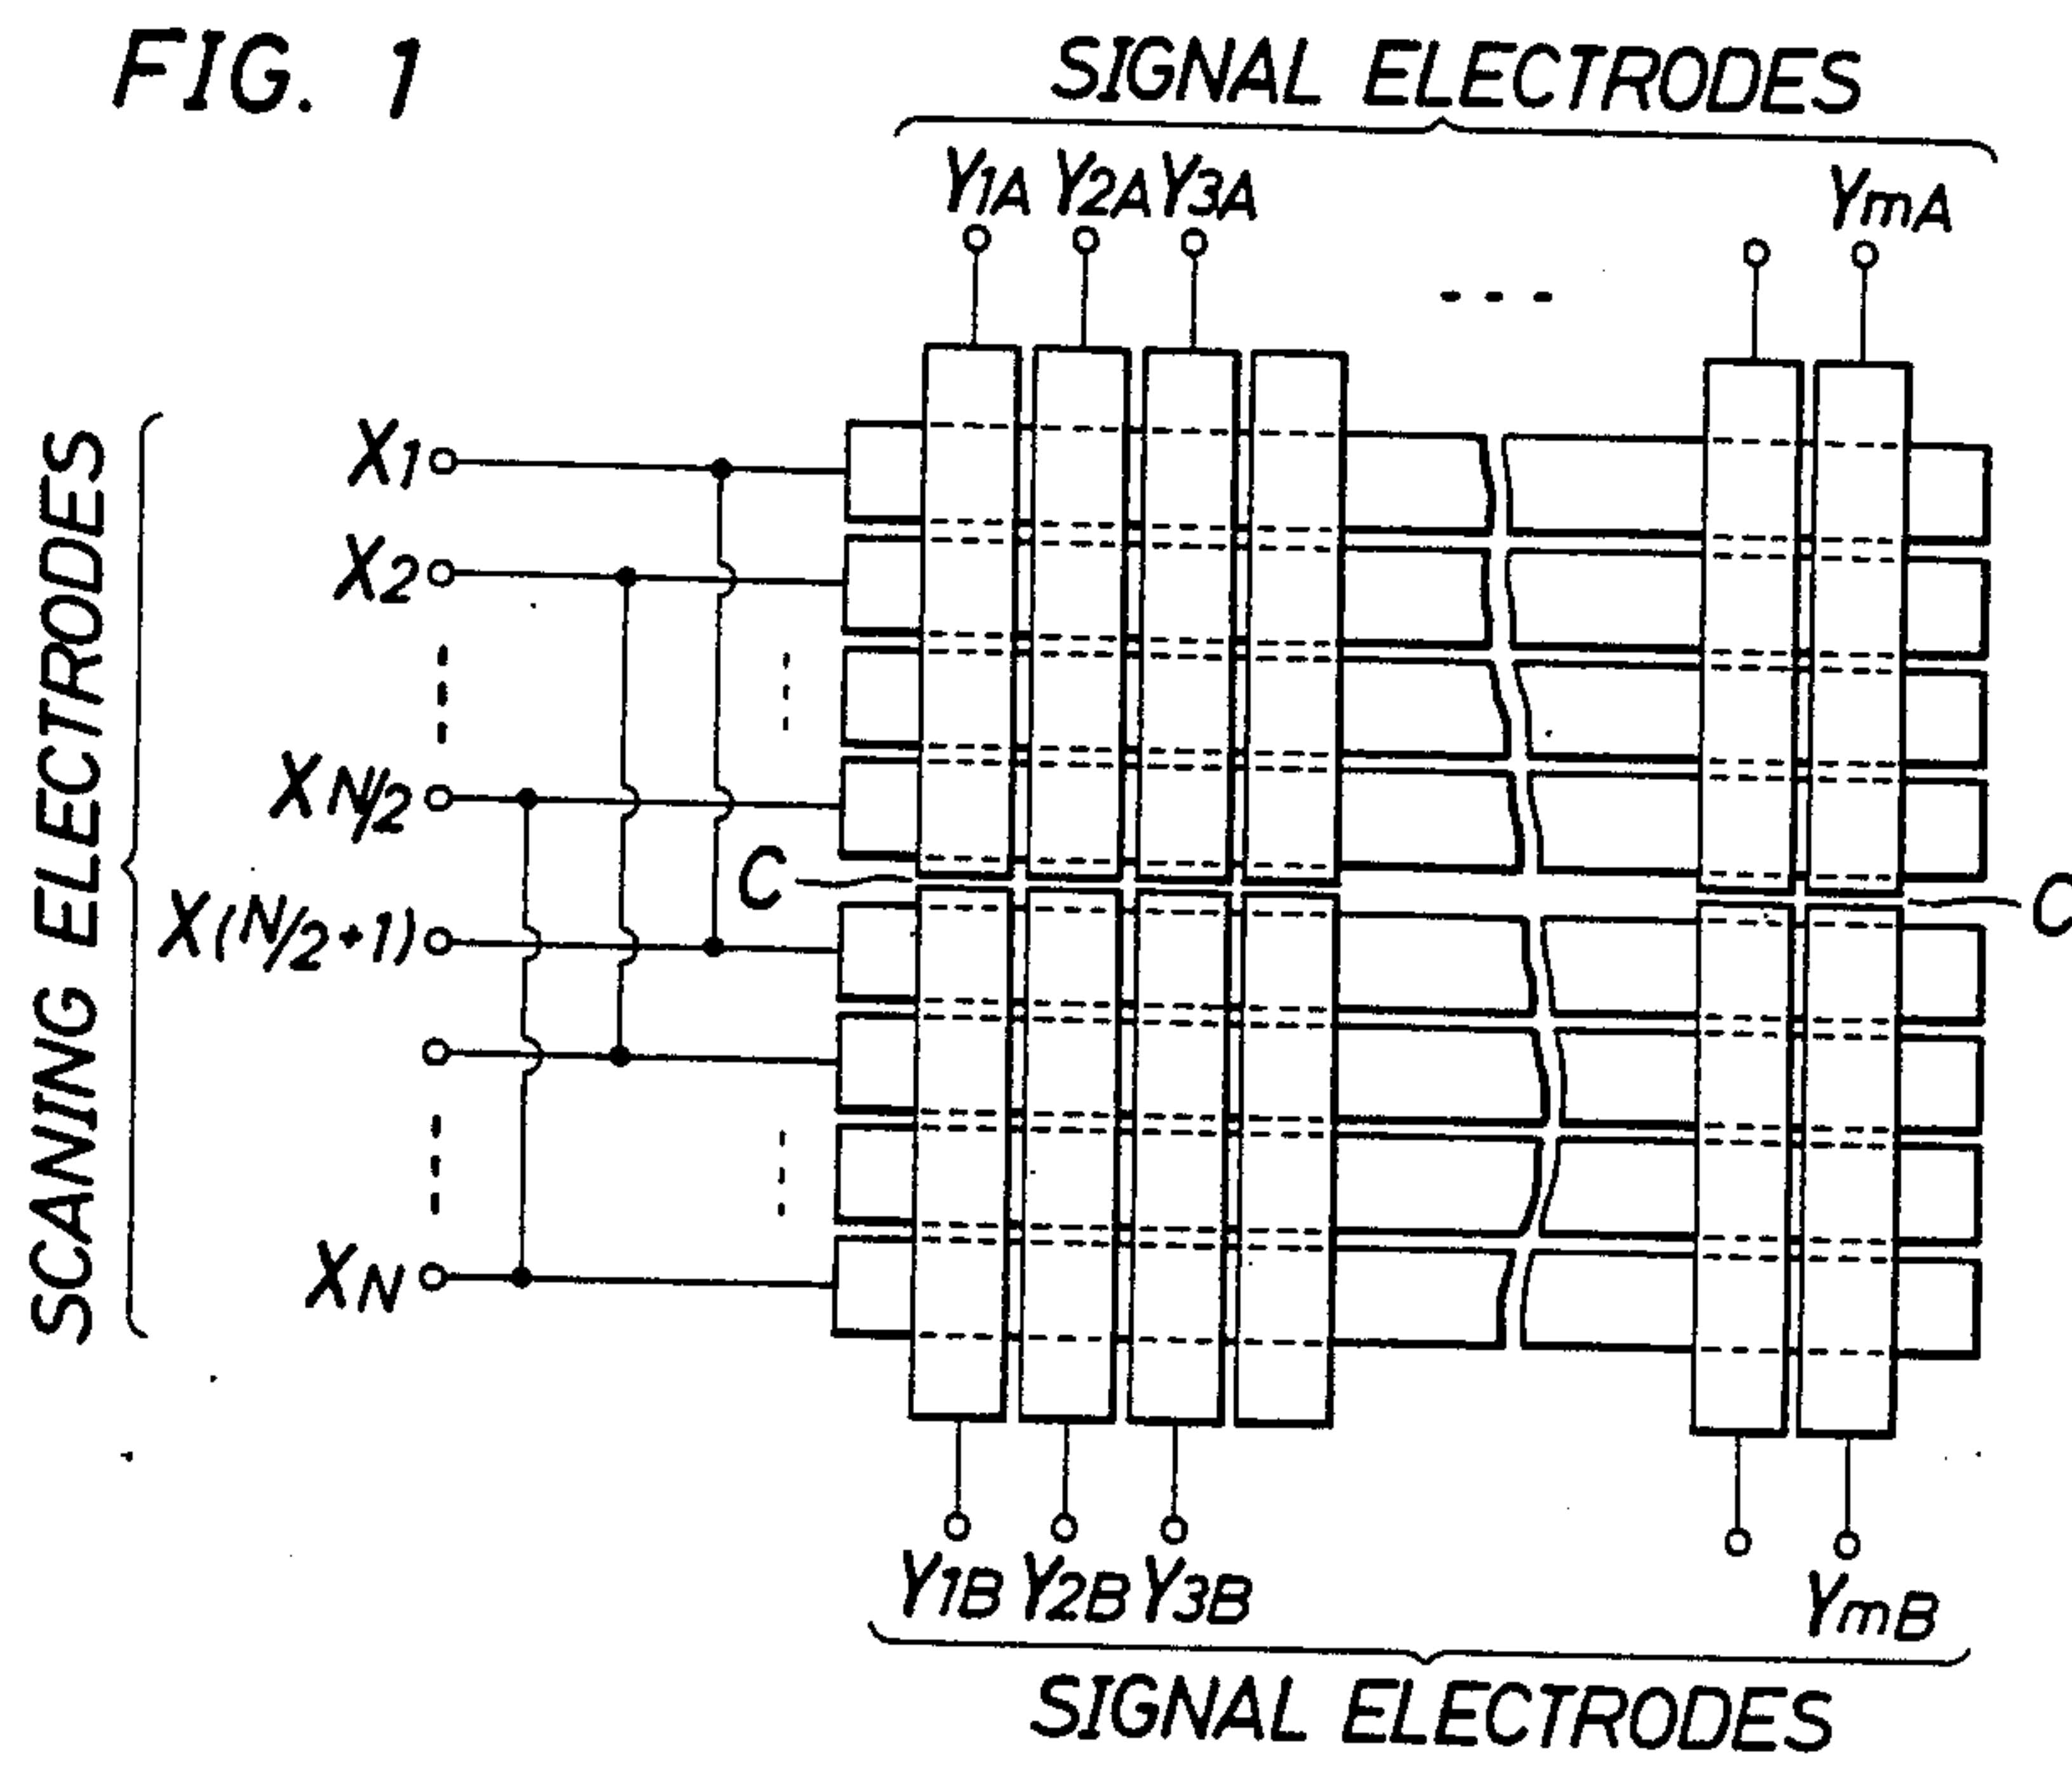 FIG. 1
SIGNAL ELECTRODES
Y1A Y2A Y3A YmA
SCANING ELECTRODES
X1
X2
XN/2
C
X(N/2+1)
C
XN
Y1B Y2B Y3B YmB
SIGNAL ELECTRODES